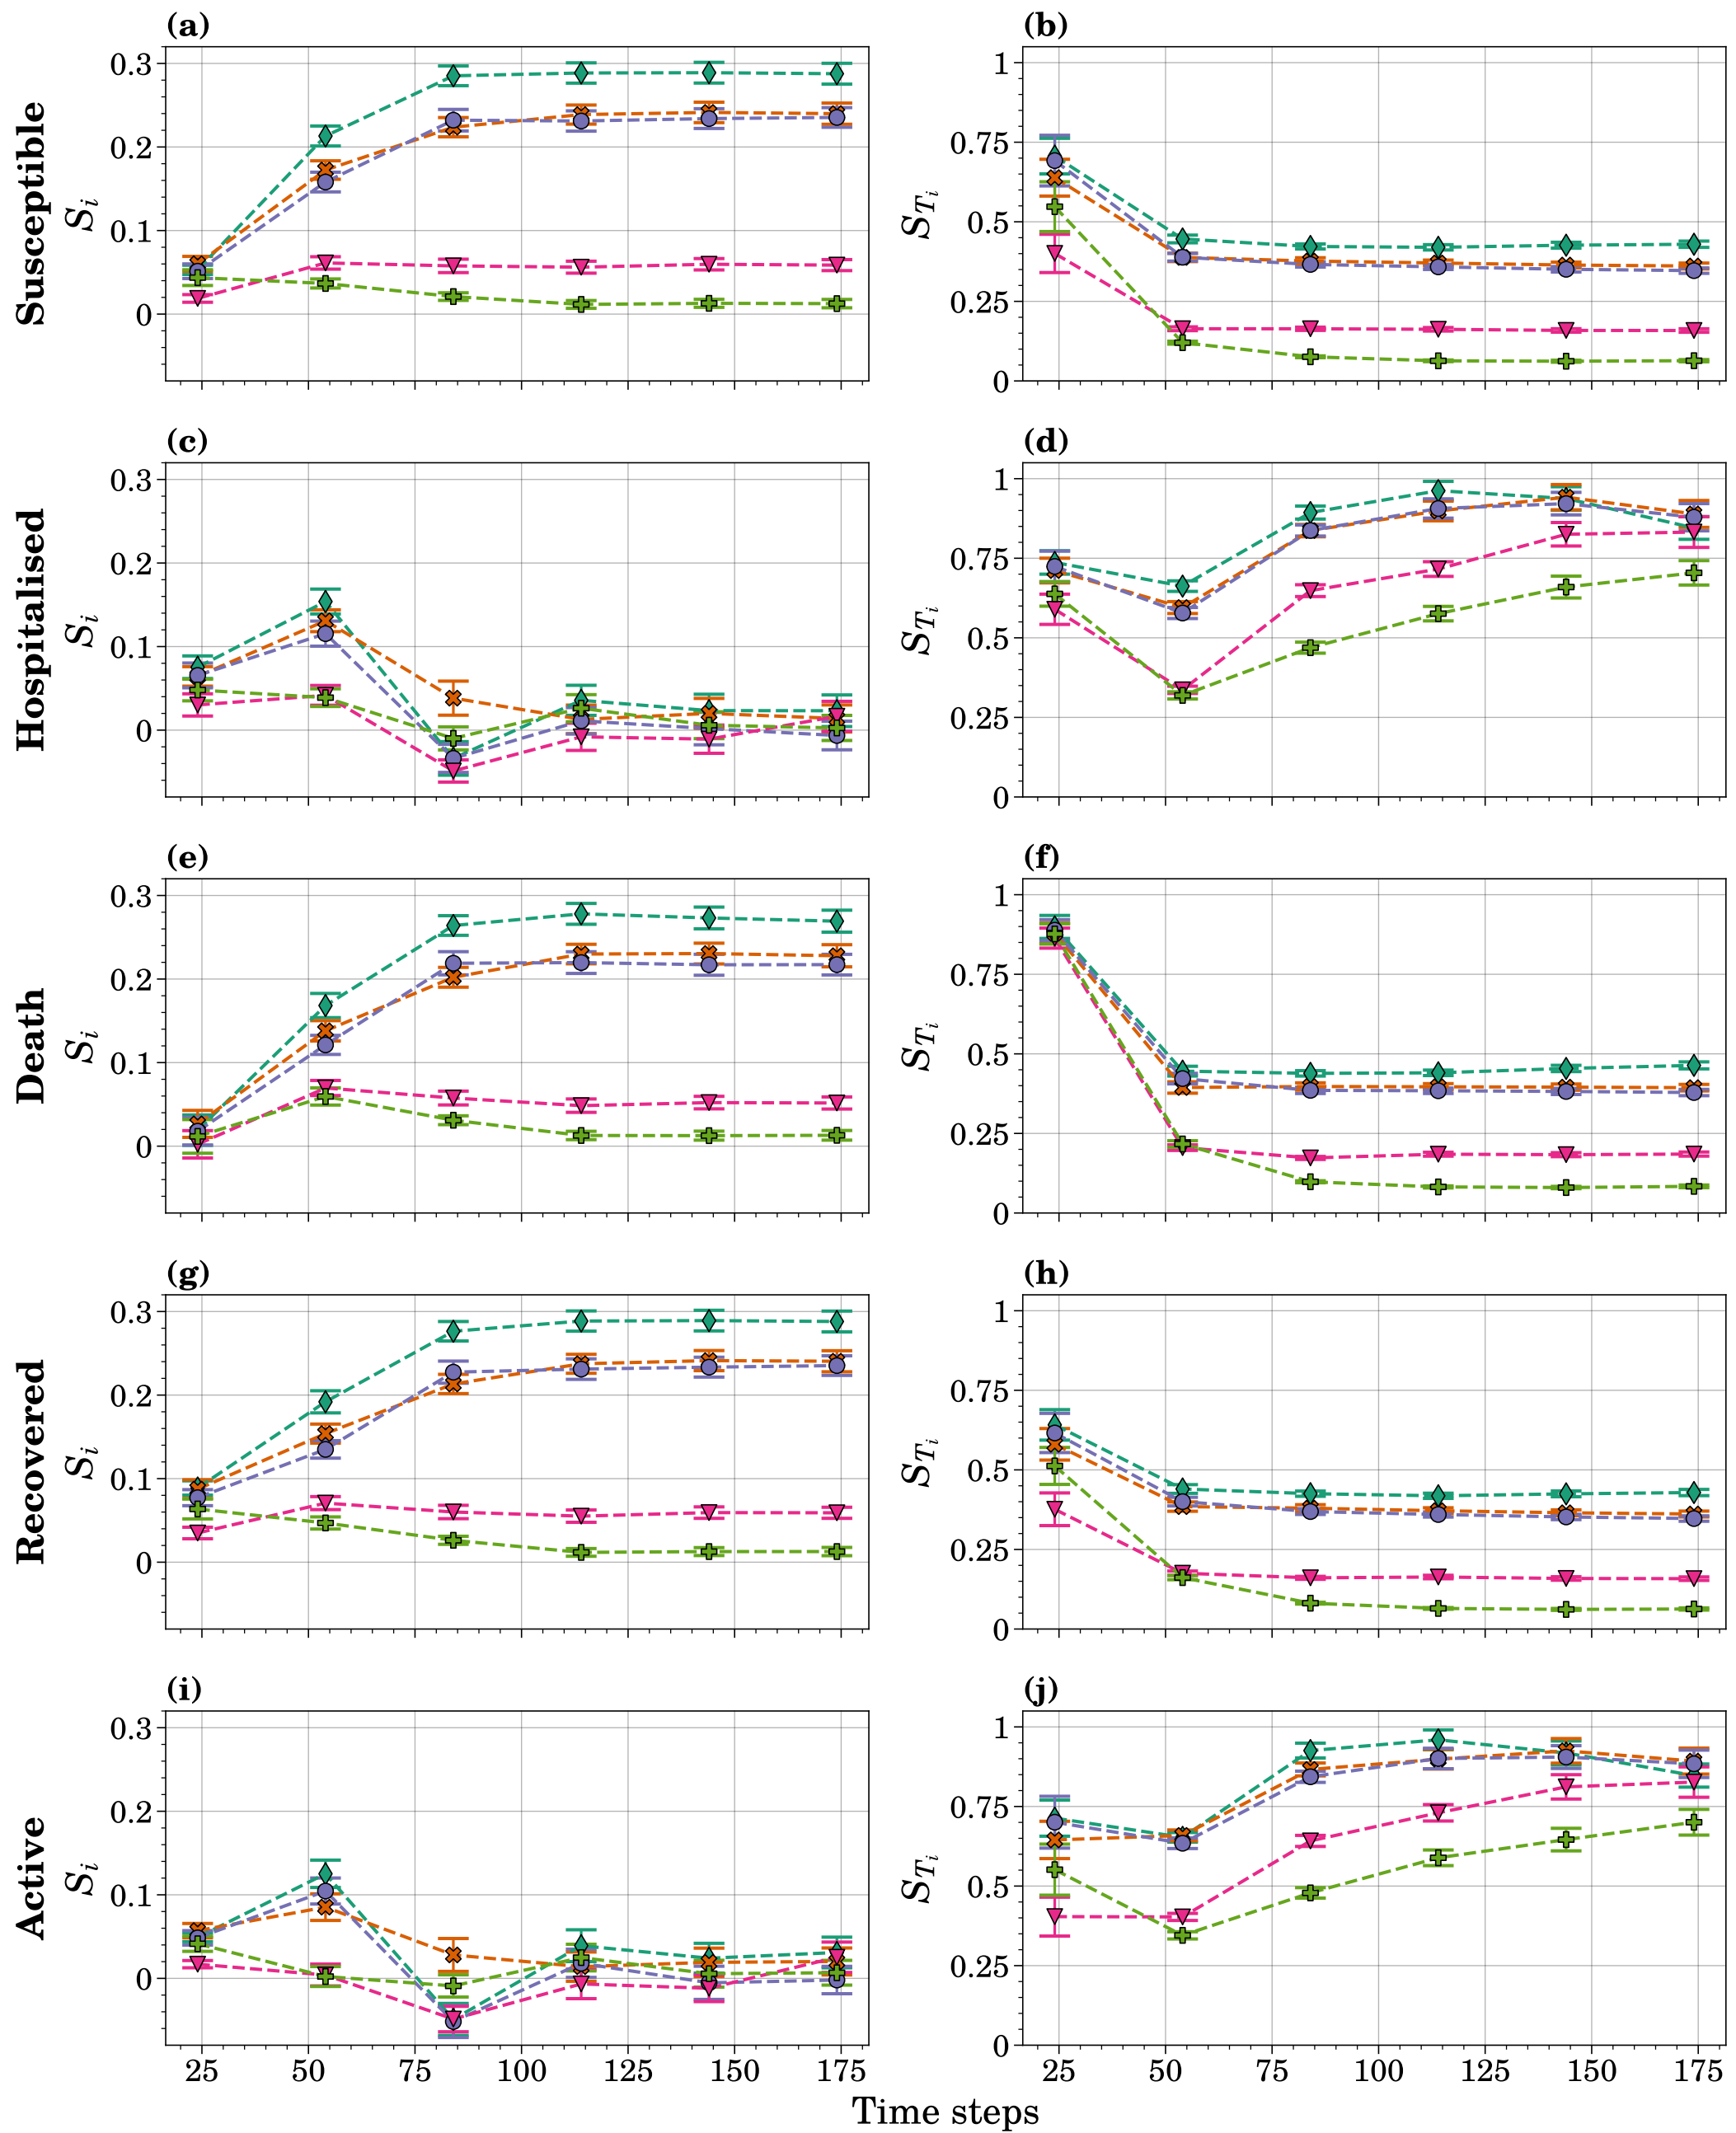 (a)
(b)
Susceptible
S_i
0.3
0.2
0.1
0
S_{T_i}
1
0.75
0.5
0.25
0
(c)
(d)
Hospitalised
S_i
0.3
0.2
0.1
0
S_{T_i}
1
0.75
0.5
0.25
0
(e)
(f)
Death
S_i
0.3
0.2
0.1
0
S_{T_i}
1
0.75
0.5
0.25
0
(g)
(h)
Recovered
S_i
0.3
0.2
0.1
0
S_{T_i}
1
0.75
0.5
0.25
0
(i)
(j)
Active
S_i
0.3
0.2
0.1
0
S_{T_i}
1
0.75
0.5
0.25
0
25 50 75 100 125 150 175
25 50 75 100 125 150 175
Time steps